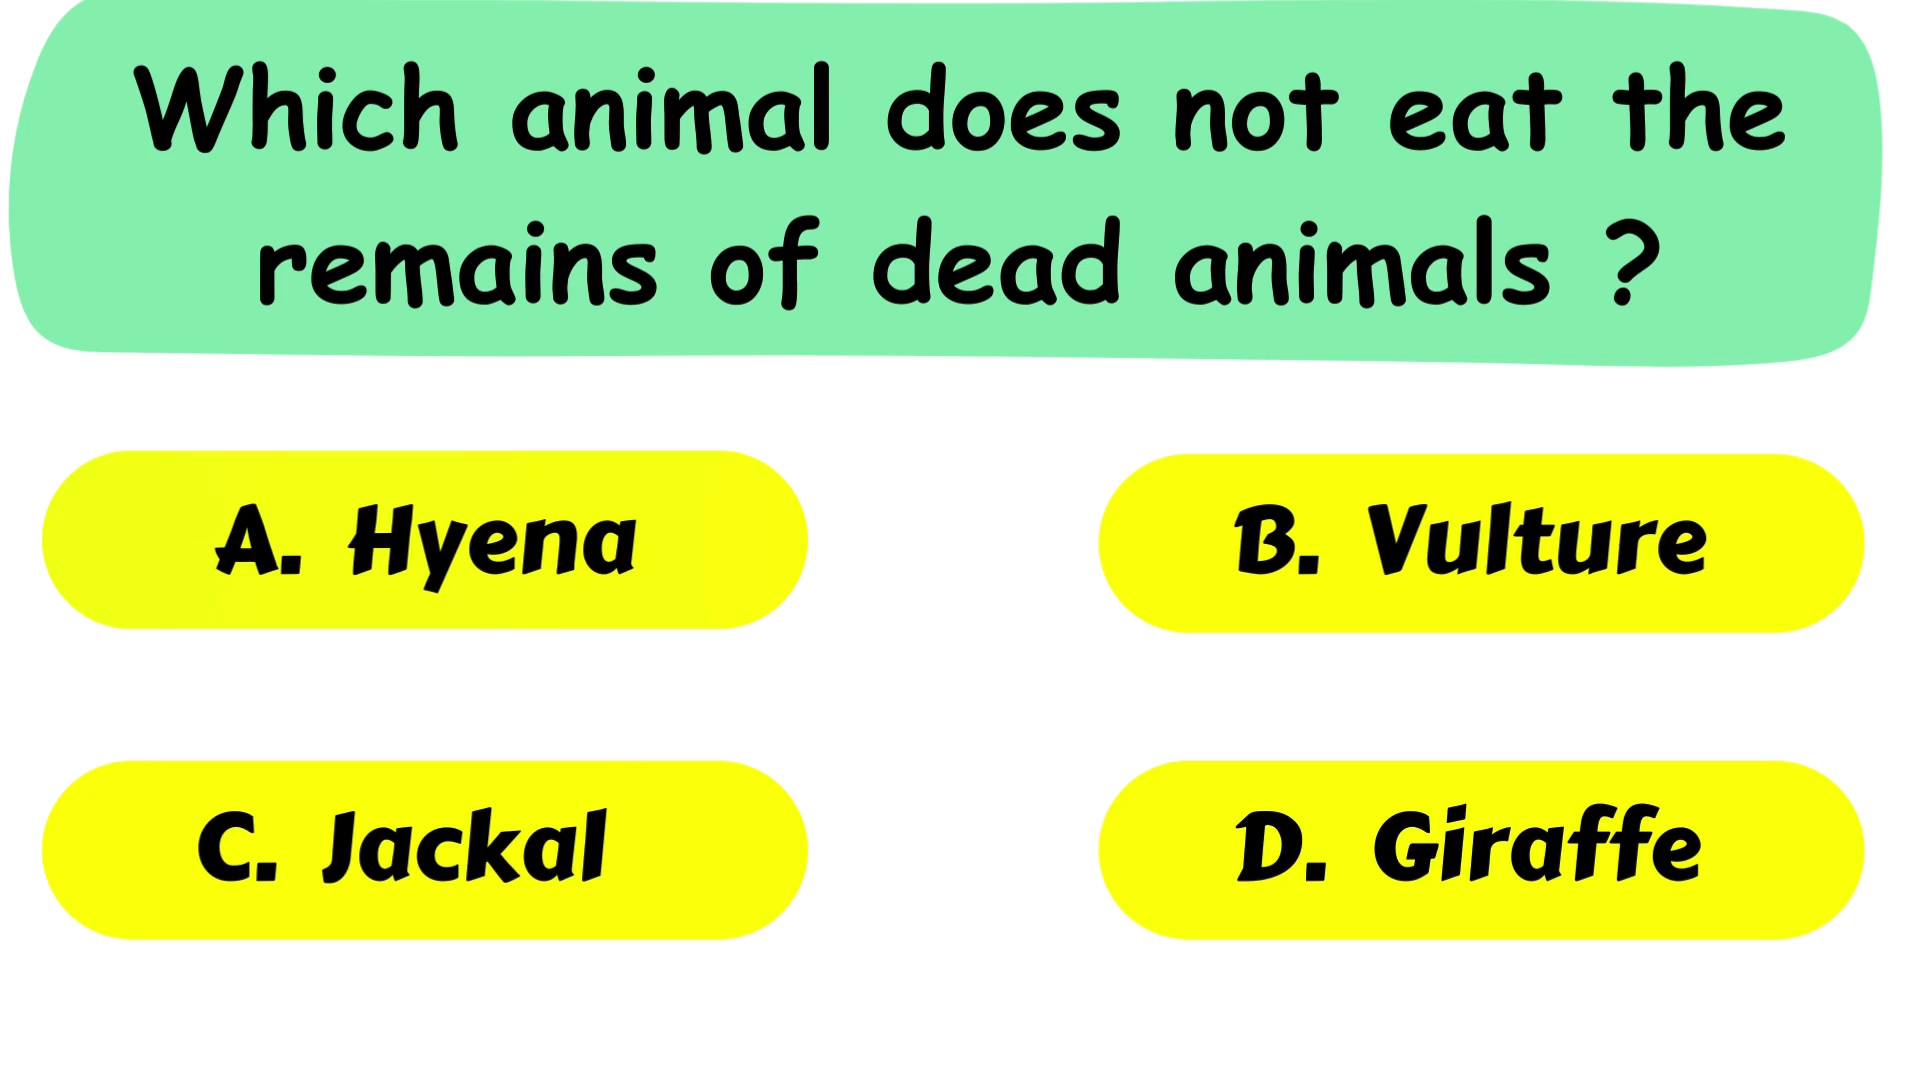 Which animal does not eat the
remains of dead animals ?
A. Hyena
B. Vulture
C. Jackal
D. Giraffe